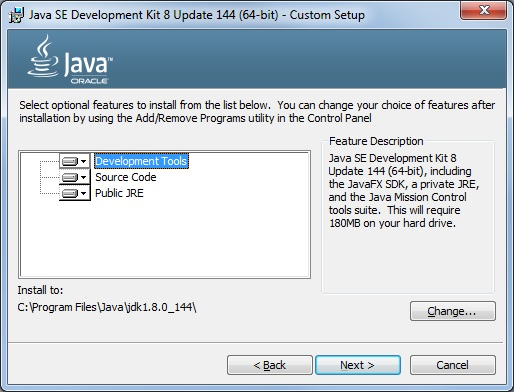 Java SE Development Kit 8 Update 144 (64-bit) - Custom Setup
Java™
ORACLE
Select optional features to install from the list below. You can change your choice of features after
installation by using the Add/Remove Programs utility in the Control Panel
Development Tools
Source Code
Public JRE
Feature Description
Java SE Development Kit 8
Update 144 (64-bit), including
the JavaFX SDK, a private JRE,
and the Java Mission Control
tools suite. This will require
180MB on your hard drive.
Install to:
C:\Program Files\Java\jdk1.8.0_144\
Change...
< Back
Next >
Cancel